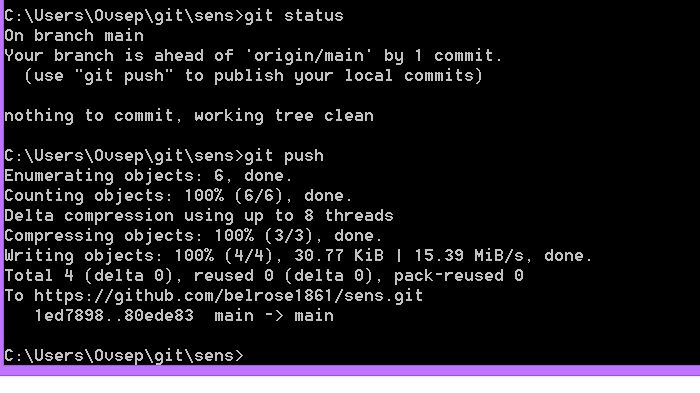 C:\Users\Ovsep\git\sens>git status
On branch main
Your branch is ahead of 'origin/main' by 1 commit.
  (use "git push" to publish your local commits)

nothing to commit, working tree clean

C:\Users\Ovsep\git\sens>git push
Enumerating objects: 6, done.
Counting objects: 100% (6/6), done.
Delta compression using up to 8 threads
Compressing objects: 100% (3/3), done.
Writing objects: 100% (4/4), 30.77 KiB | 15.39 MiB/s, done.
Total 4 (delta 0), reused 0 (delta 0), pack-reused 0
To https://github.com/belrose1861/sens.git
   1ed7898..80ede83  main -> main

C:\Users\Ovsep\git\sens>